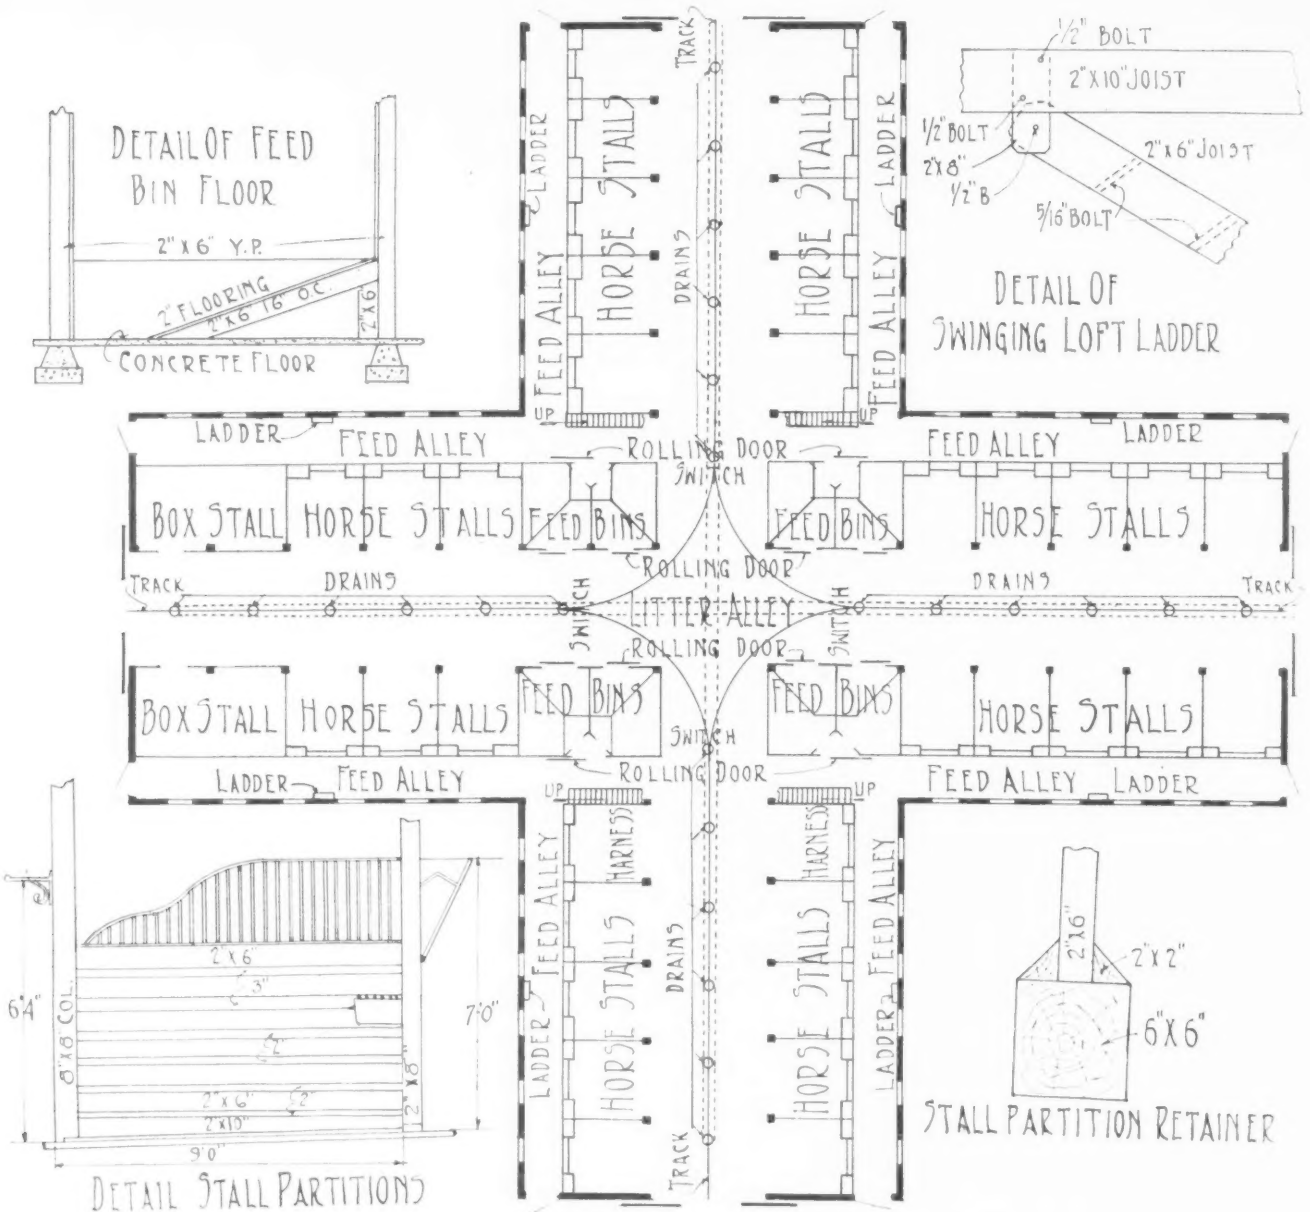 TRACK
DETAIL OF FEED
BIN FLOOR
2" X 6" Y.P.
2" FLOORING
2" X 6" 16" O.C.
2" X 6"
CONCRETE FLOOR
LADDER
HORSE STALLS
FEED ALLEY
DRAINS
HORSE STALLS
LADDER
FEED ALLEY
1/2" BOLT
2" X 10" JOIST
1/2" BOLT
2" X 8"
1/2" B
2" X 6" JOIST
5/16" BOLT
DETAIL OF
SWINGING LOFT LADDER
UP
UP
LADDER
FEED ALLEY
ROLLING DOOR
SWITCH
FEED ALLEY
LADDER
BOX STALL
HORSE STALLS
FEED BINS
FEED BINS
HORSE STALLS
TRACK
DRAINS
ROLLING DOOR
SWITCH
LITTER ALLEY
SWITCH
DRAINS
TRACK
ROLLING DOOR
BOX STALL
HORSE STALLS
FEED BINS
FEED BINS
HORSE STALLS
SWITCH
LADDER
FEED ALLEY
ROLLING DOOR
FEED ALLEY
LADDER
UP
UP
HARNESS
HARNESS
FEED ALLEY
HORSE STALLS
DRAINS
HORSE STALLS
FEED ALLEY
LADDER
LADDER
TRACK
2" X 6"
3"
6'4"
8" X 8" COL.
2"
2" X 6"
2"
2" X 10"
2" X 8"
7'-0"
9'0"
DETAIL STALL PARTITIONS
2" X 6"
2" X 2"
6" X 6"
STALL PARTITION RETAINER